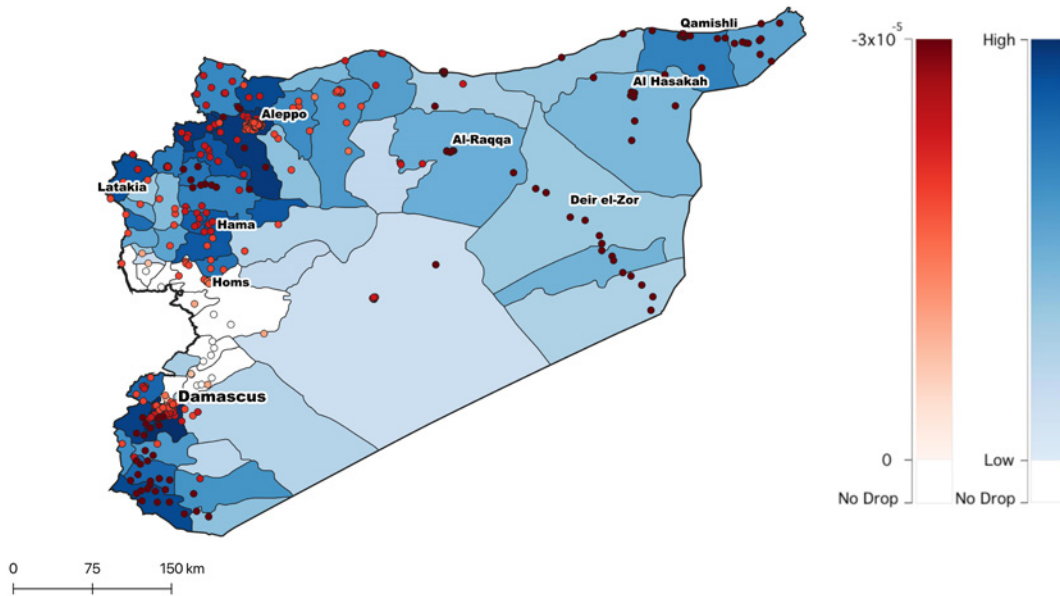 Qamishli
-3x10⁻⁵
High
Al Hasakah
Aleppo
Al-Raqqa
Latakia
Deir el-Zor
Hama
Homs
Damascus
0
Low
No Drop
No Drop
0 75 150 km